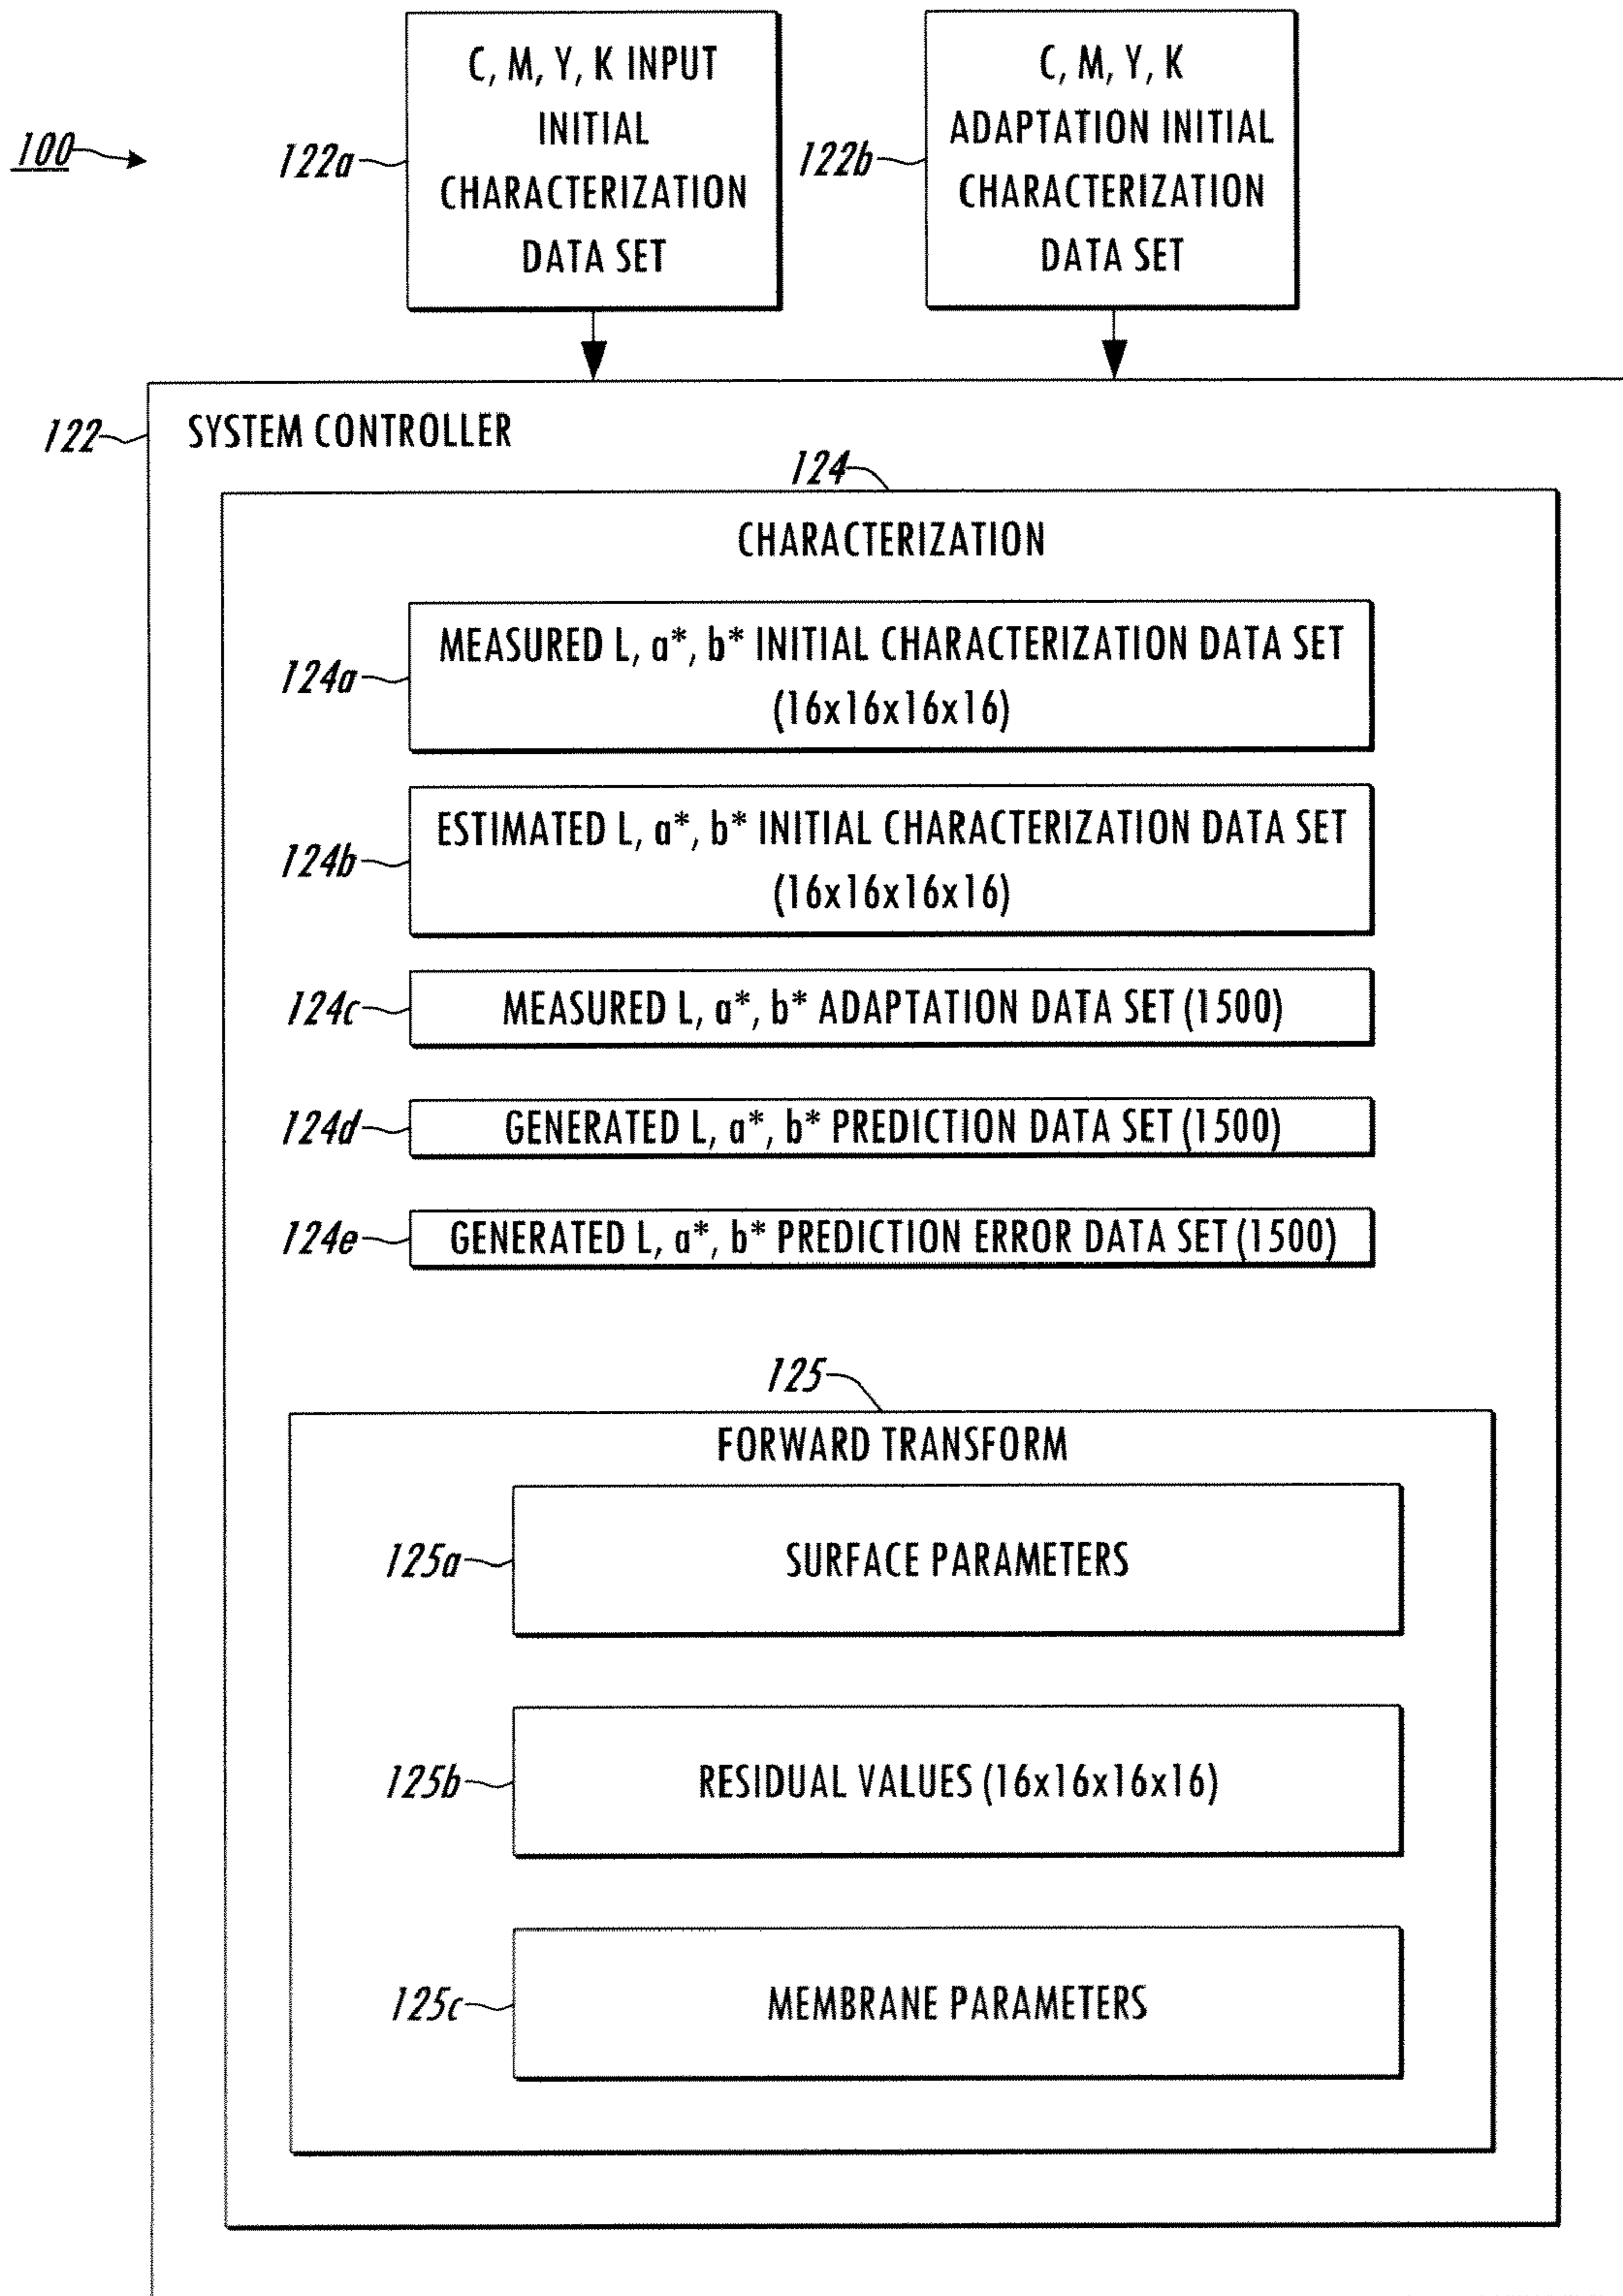 100
122a
C, M, Y, K INPUT
INITIAL
CHARACTERIZATION
DATA SET
122b
C, M, Y, K
ADAPTATION INITIAL
CHARACTERIZATION
DATA SET
122
SYSTEM CONTROLLER
124
CHARACTERIZATION
124a
MEASURED L, a*, b* INITIAL CHARACTERIZATION DATA SET
(16x16x16x16)
124b
ESTIMATED L, a*, b* INITIAL CHARACTERIZATION DATA SET
(16x16x16x16)
124c
MEASURED L, a*, b* ADAPTATION DATA SET (1500)
124d
GENERATED L, a*, b* PREDICTION DATA SET (1500)
124e
GENERATED L, a*, b* PREDICTION ERROR DATA SET (1500)
125
FORWARD TRANSFORM
125a
SURFACE PARAMETERS
125b
RESIDUAL VALUES (16x16x16x16)
125c
MEMBRANE PARAMETERS